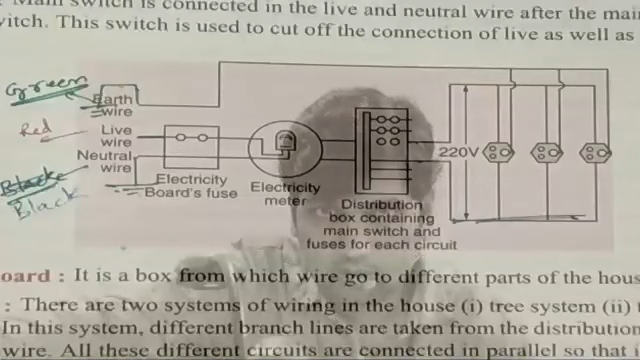 Main switch is connected in the live and neutral wire after the main
This switch is used to cut off the connection of live as well as
Green
Earth
wire
Red
Live
wire
Neutral
wire
Black
Electricity
Board's fuse
Electricity
meter
Distribution
box containing
main switch and
fuses for each circuit
220V
oard : It is a box from which wire go to different parts of the hous
: There are two systems of wiring in the house (i) tree system (ii)
In this system, different branch lines are taken from the distribution
wire. All these different circuits are connected in parallel so that